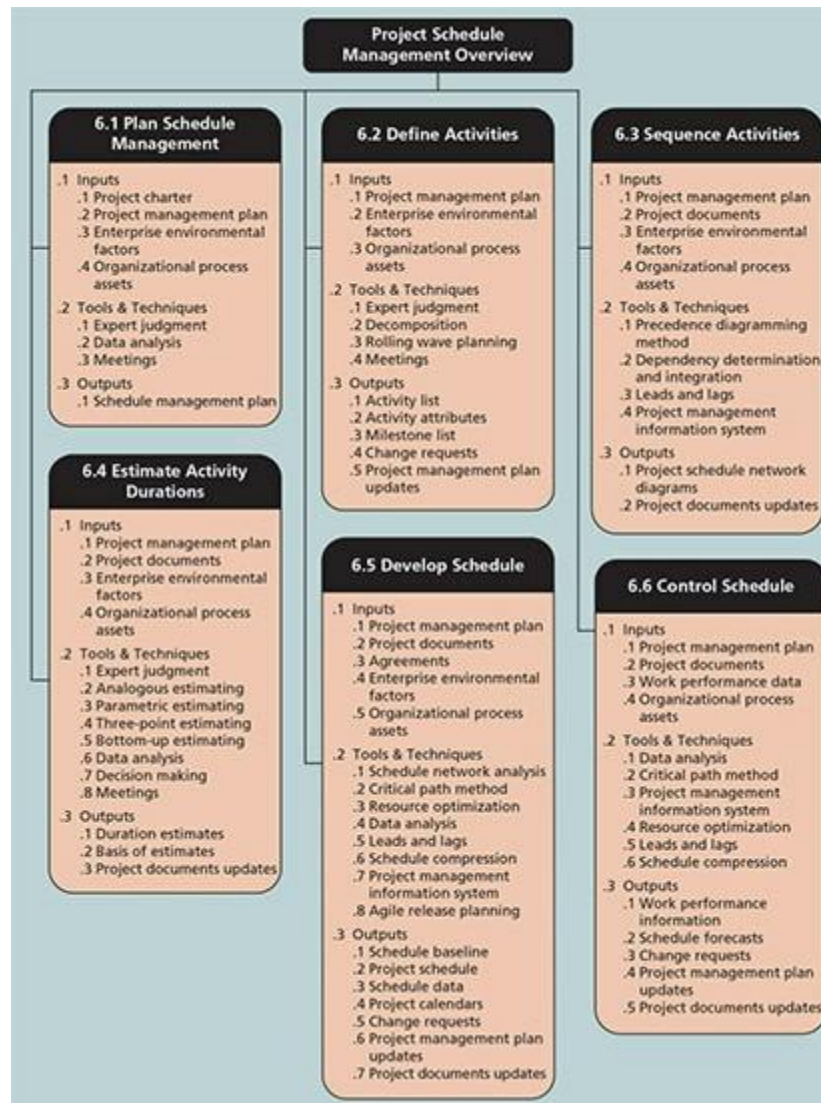 Project Schedule
Management Overview
6.1 Plan Schedule
Management
.1 Inputs
.1 Project charter
.2 Project management plan
.3 Enterprise environmental
factors
.4 Organizational process
assets
.2 Tools & Techniques
.1 Expert judgment
.2 Data analysis
.3 Meetings
.3 Outputs
.1 Schedule management plan
6.2 Define Activities
.1 Inputs
.1 Project management plan
.2 Enterprise environmental
factors
.3 Organizational process
assets
.2 Tools & Techniques
.1 Expert judgment
.2 Decomposition
.3 Rolling wave planning
.4 Meetings
.3 Outputs
.1 Activity list
.2 Activity attributes
.3 Milestone list
.4 Change requests
.5 Project management plan
updates
6.3 Sequence Activities
.1 Inputs
.1 Project management plan
.2 Project documents
.3 Enterprise environmental
factors
.4 Organizational process
assets
.2 Tools & Techniques
.1 Precedence diagramming
method
.2 Dependency determination
and integration
.3 Leads and lags
.4 Project management
information system
.3 Outputs
.1 Project schedule network
diagrams
.2 Project documents updates
6.4 Estimate Activity
Durations
.1 Inputs
.1 Project management plan
.2 Project documents
.3 Enterprise environmental
factors
.4 Organizational process
assets
.2 Tools & Techniques
.1 Expert judgment
.2 Analogous estimating
.3 Parametric estimating
.4 Three-point estimating
.5 Bottom-up estimating
.6 Data analysis
.7 Decision making
.8 Meetings
.3 Outputs
.1 Duration estimates
.2 Basis of estimates
.3 Project documents updates
6.5 Develop Schedule
.1 Inputs
.1 Project management plan
.2 Project documents
.3 Agreements
.4 Enterprise environmental
factors
.5 Organizational process
assets
.2 Tools & Techniques
.1 Schedule network analysis
.2 Critical path method
.3 Resource optimization
.4 Data analysis
.5 Leads and lags
.6 Schedule compression
.7 Project management
information system
.8 Agile release planning
.3 Outputs
.1 Schedule baseline
.2 Project schedule
.3 Schedule data
.4 Project calendars
.5 Change requests
.6 Project management plan
updates
.7 Project documents updates
6.6 Control Schedule
.1 Inputs
.1 Project management plan
.2 Project documents
.3 Work performance data
.4 Organizational process
assets
.2 Tools & Techniques
.1 Data analysis
.2 Critical path method
.3 Project management
information system
.4 Resource optimization
.5 Leads and lags
.6 Schedule compression
.3 Outputs
.1 Work performance
information
.2 Schedule forecasts
.3 Change requests
.4 Project management plan
updates
.5 Project documents updates